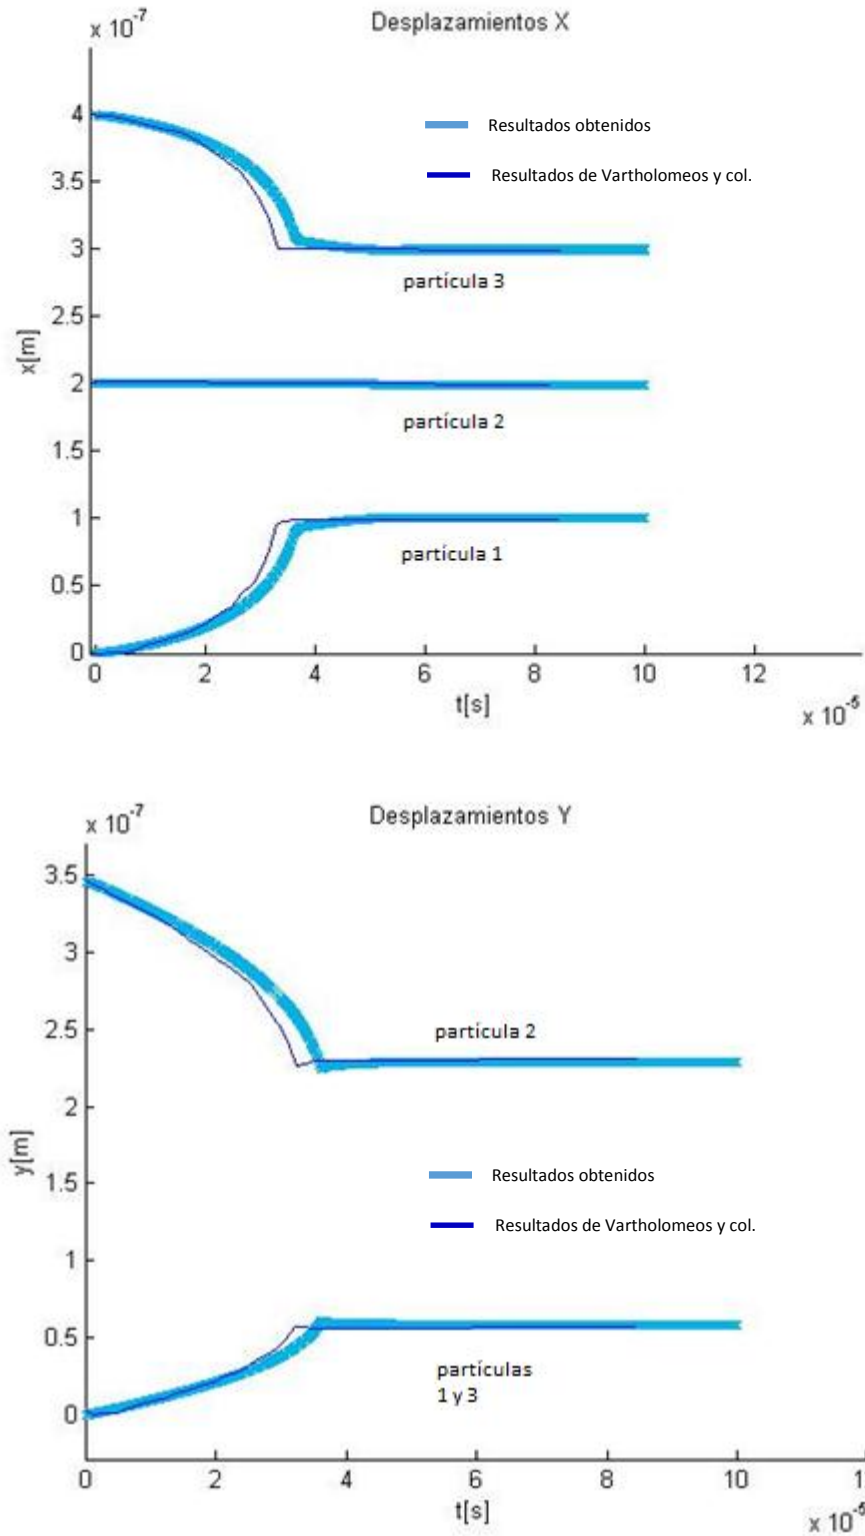 x 10-7
Desplazamientos X
4
Resultados obtenidos
3.5
Resultados de Vartholomeos y col.
3
partícula 3
2.5
x[m]
2
partícula 2
1.5
1
partícula 1
0.5
0
0 2 4 6 8 10 12
t[s]
x 10
x 10-7
Desplazamientos Y
3.5
3
2.5
partícula 2
2
y[m]
1.5
Resultados obtenidos
Resultados de Vartholomeos y col.
1
0.5
partículas
1 y 3
0
0 2 4 6 8 10
t[s]
x 10